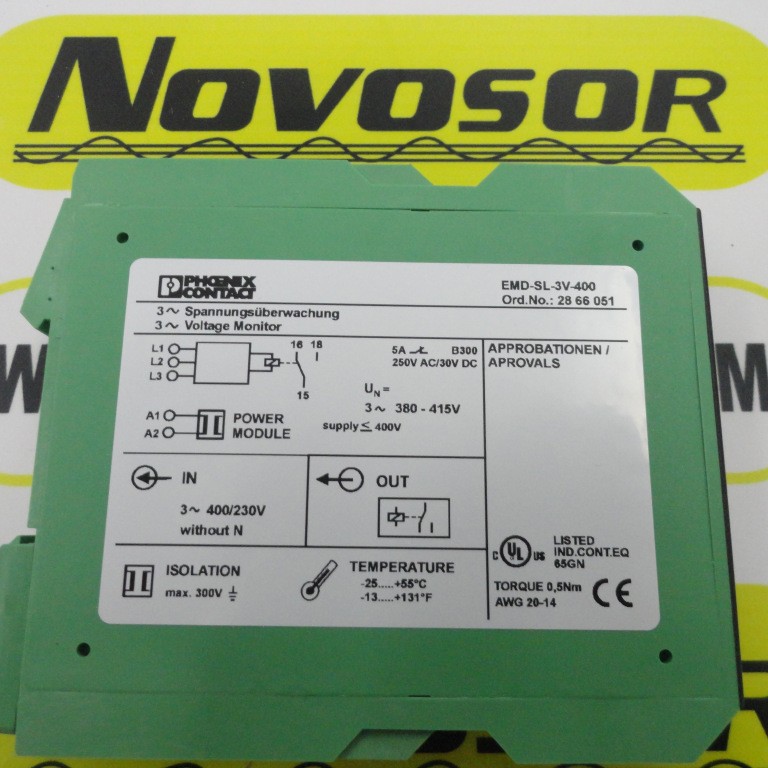 NOVOSOR
PHOENIX
CONTACT
EMD-SL-3V-400
Ord.No.: 28 66 051
3∿ Spannungsüberwachung
3∿ Voltage Monitor
L1
L2
L3
16 18
15
5A B300
250V AC/30V DC
UN=
3∿ 380 - 415V
supply ≤ 400V
A1
A2
POWER
MODULE
APPROBATIONEN /
APROVALS
IN
3∿ 400/230V
without N
OUT
ISOLATION
max. 300V
TEMPERATURE
-25.....+55°C
-13.....+131°F
C UL US
LISTED
IND.CONT.EQ
65GN
TORQUE 0,5Nm
AWG 20-14
CE
W
M